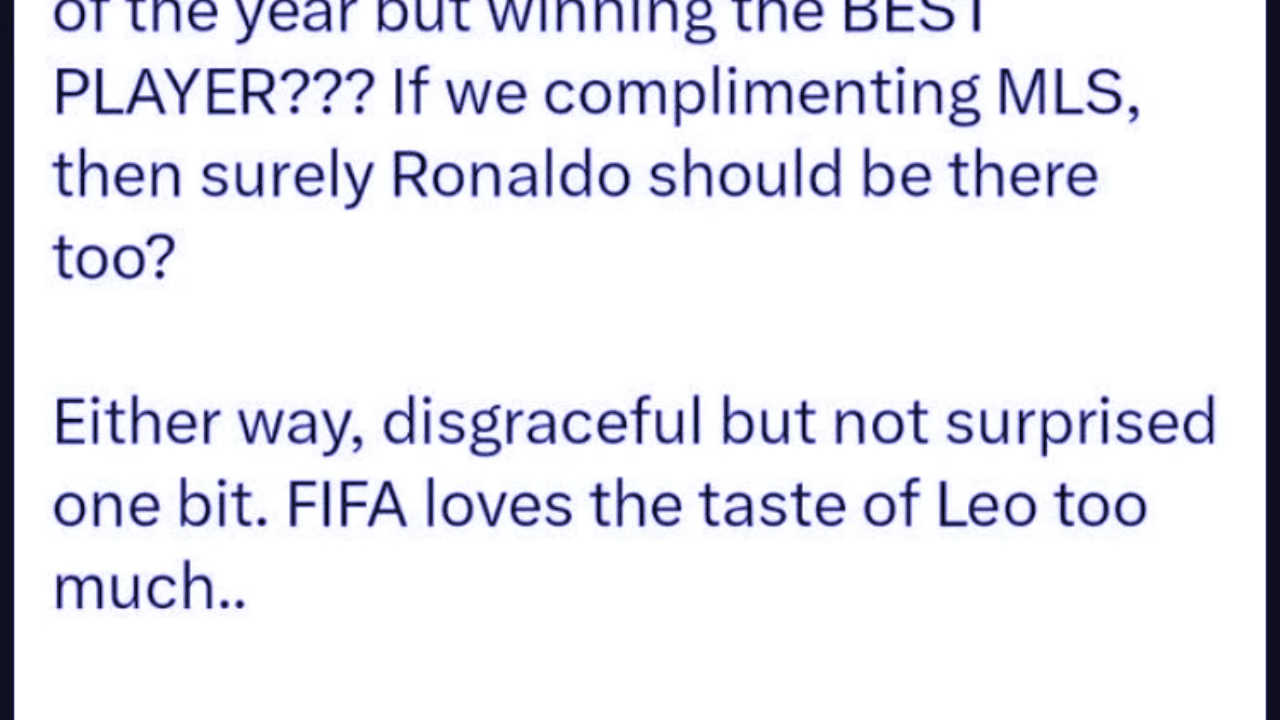 of the year but winning the BEST
PLAYER??? If we complimenting MLS,
then surely Ronaldo should be there
too?
Either way, disgraceful but not surprised
one bit. FIFA loves the taste of Leo too
much..